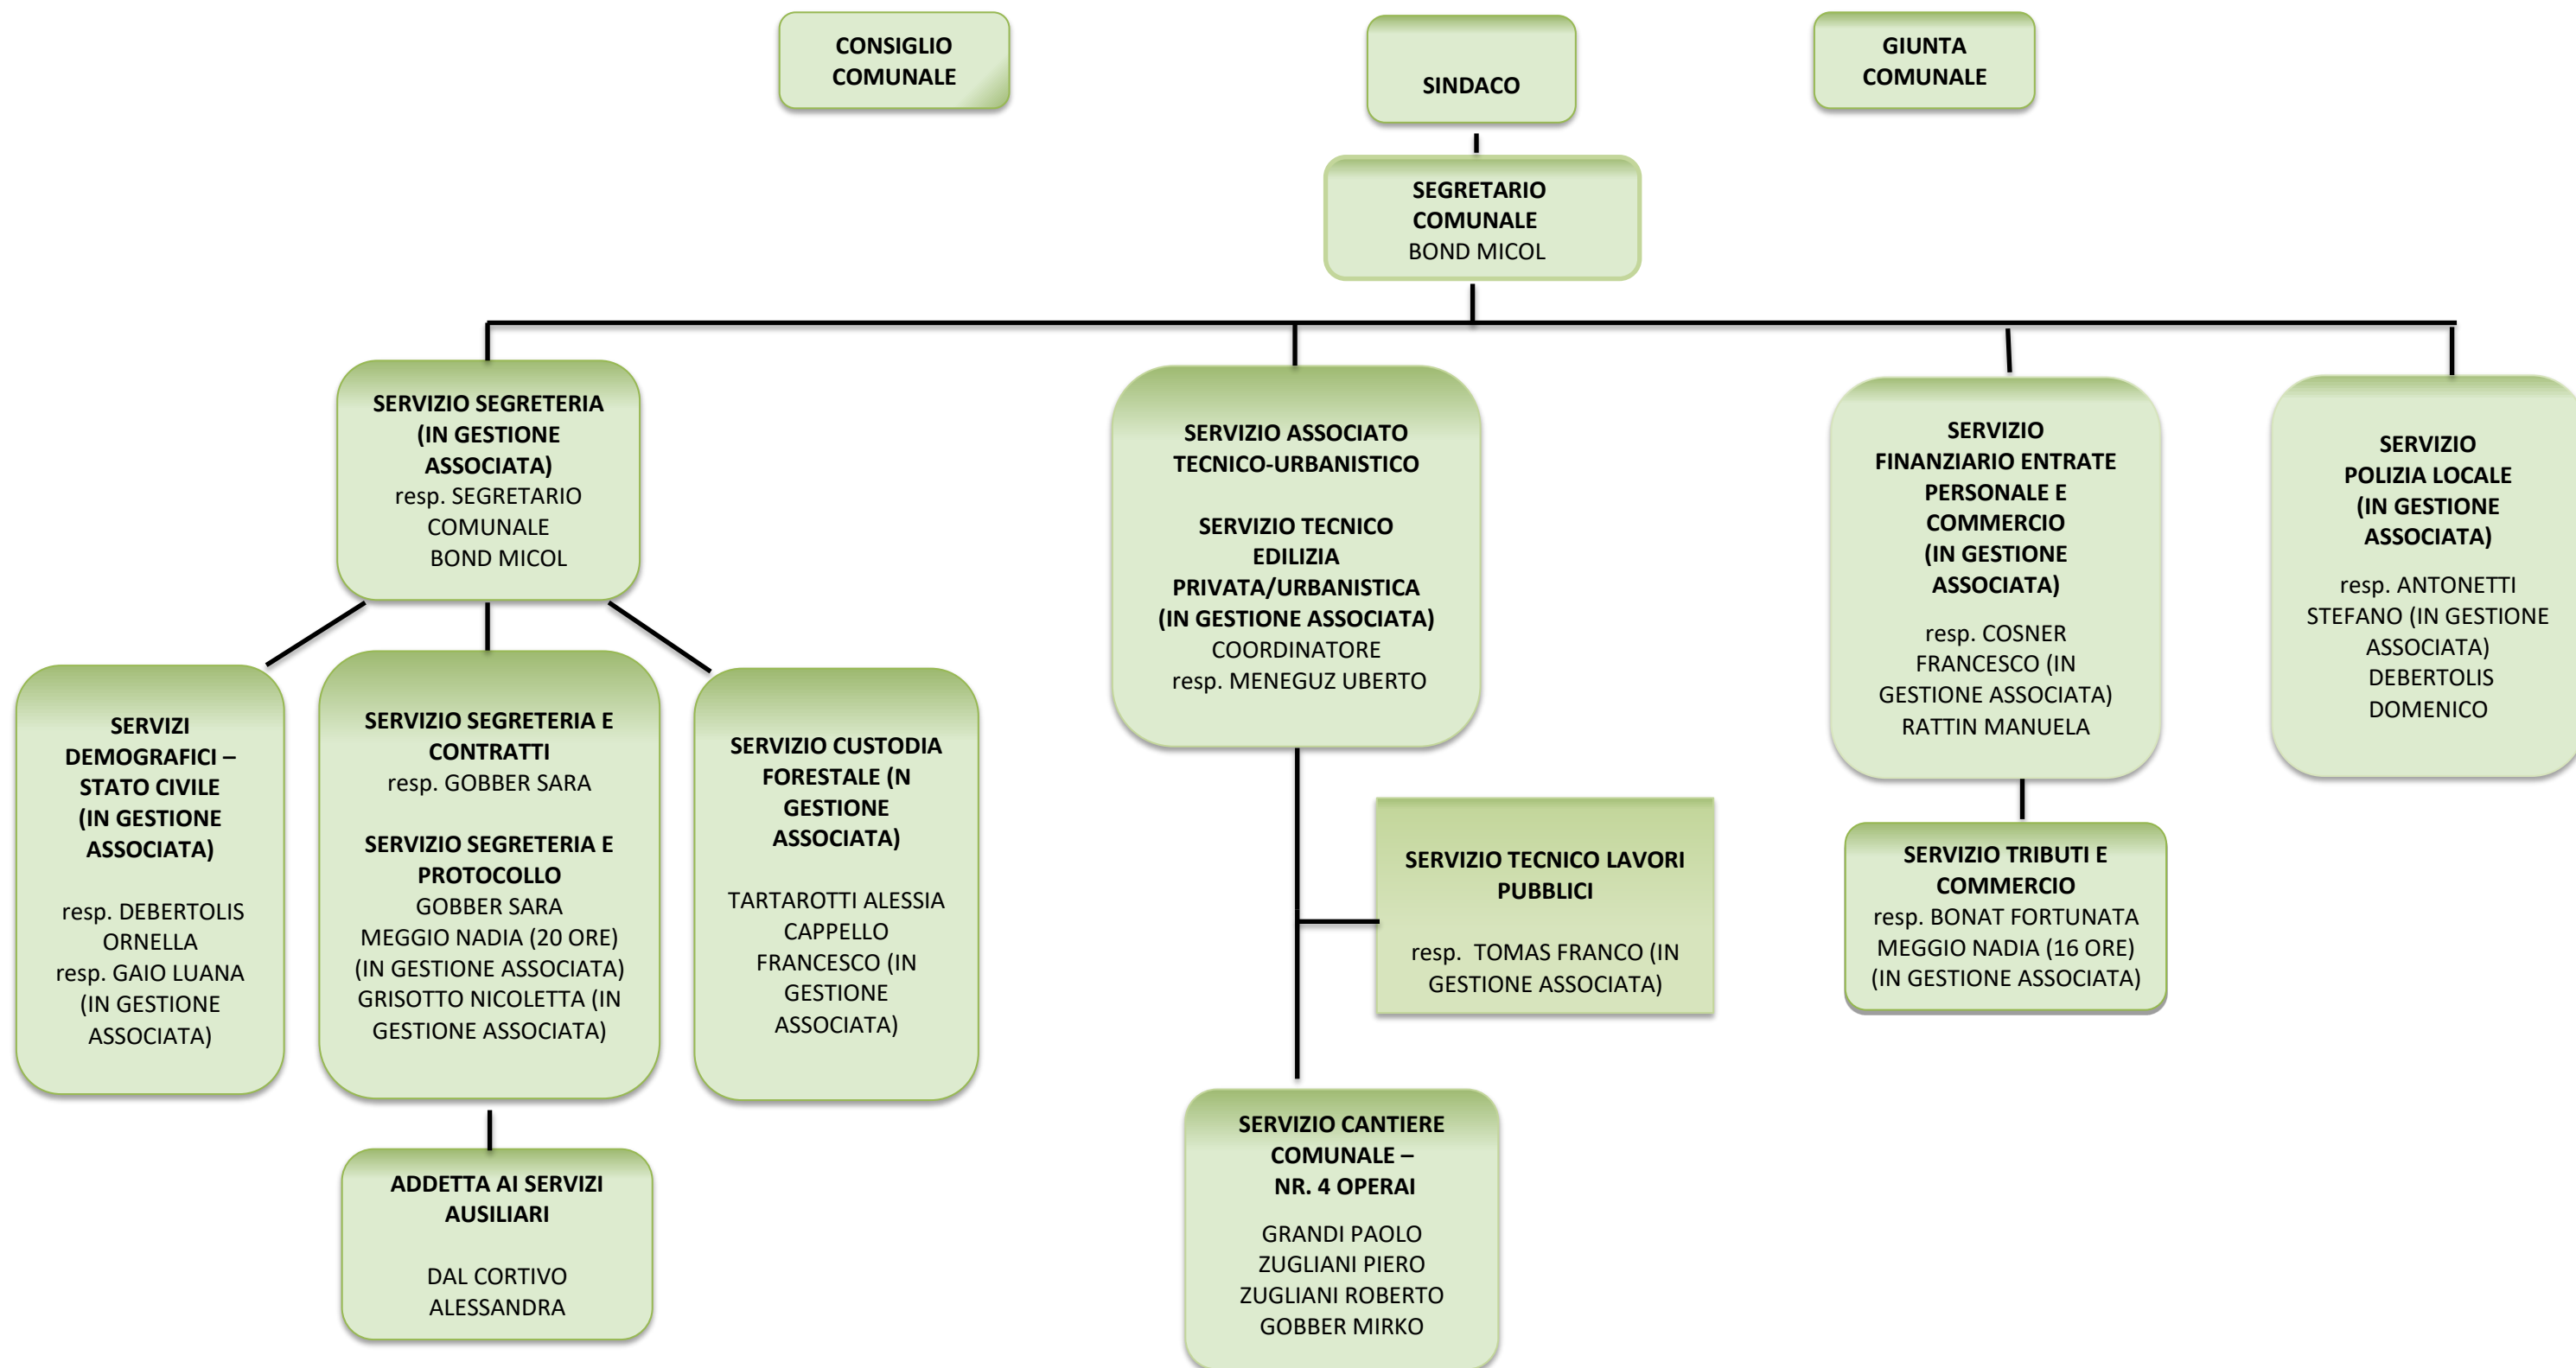 CONSIGLIO
COMUNALE
SINDACO
GIUNTA
COMUNALE
SEGRETARIO
COMUNALE
BOND MICOL
SERVIZIO SEGRETERIA
(IN GESTIONE
ASSOCIATA)
resp. SEGRETARIO
COMUNALE
BOND MICOL
SERVIZIO ASSOCIATO
TECNICO-URBANISTICO
SERVIZIO TECNICO
EDILIZIA
PRIVATA/URBANISTICA
(IN GESTIONE ASSOCIATA)
COORDINATORE
resp. MENEGUZ UBERTO
SERVIZIO
FINANZIARIO ENTRATE
PERSONALE E
COMMERCIO
(IN GESTIONE
ASSOCIATA)
resp. COSNER
FRANCESCO (IN
GESTIONE ASSOCIATA)
RATTIN MANUELA
SERVIZIO
POLIZIA LOCALE
(IN GESTIONE
ASSOCIATA)
resp. ANTONETTI
STEFANO (IN GESTIONE
ASSOCIATA)
DEBERTOLIS
DOMENICO
SERVIZI
DEMOGRAFICI –
STATO CIVILE
(IN GESTIONE
ASSOCIATA)
resp. DEBERTOLIS
ORNELLA
resp. GAIO LUANA
(IN GESTIONE
ASSOCIATA)
SERVIZIO SEGRETERIA E
CONTRATTI
resp. GOBBER SARA
SERVIZIO SEGRETERIA E
PROTOCOLLO
GOBBER SARA
MEGGIO NADIA (20 ORE)
(IN GESTIONE ASSOCIATA)
GRISOTTO NICOLETTA (IN
GESTIONE ASSOCIATA)
SERVIZIO CUSTODIA
FORESTALE (N
GESTIONE
ASSOCIATA)
TARTAROTTI ALESSIA
CAPPELLO
FRANCESCO (IN
GESTIONE
ASSOCIATA)
SERVIZIO TECNICO LAVORI
PUBBLICI
resp. TOMAS FRANCO (IN
GESTIONE ASSOCIATA)
SERVIZIO TRIBUTI E
COMMERCIO
resp. BONAT FORTUNATA
MEGGIO NADIA (16 ORE)
(IN GESTIONE ASSOCIATA)
ADDETTA AI SERVIZI
AUSILIARI
DAL CORTIVO
ALESSANDRA
SERVIZIO CANTIERE
COMUNALE –
NR. 4 OPERAI
GRANDI PAOLO
ZUGLIANI PIERO
ZUGLIANI ROBERTO
GOBBER MIRKO